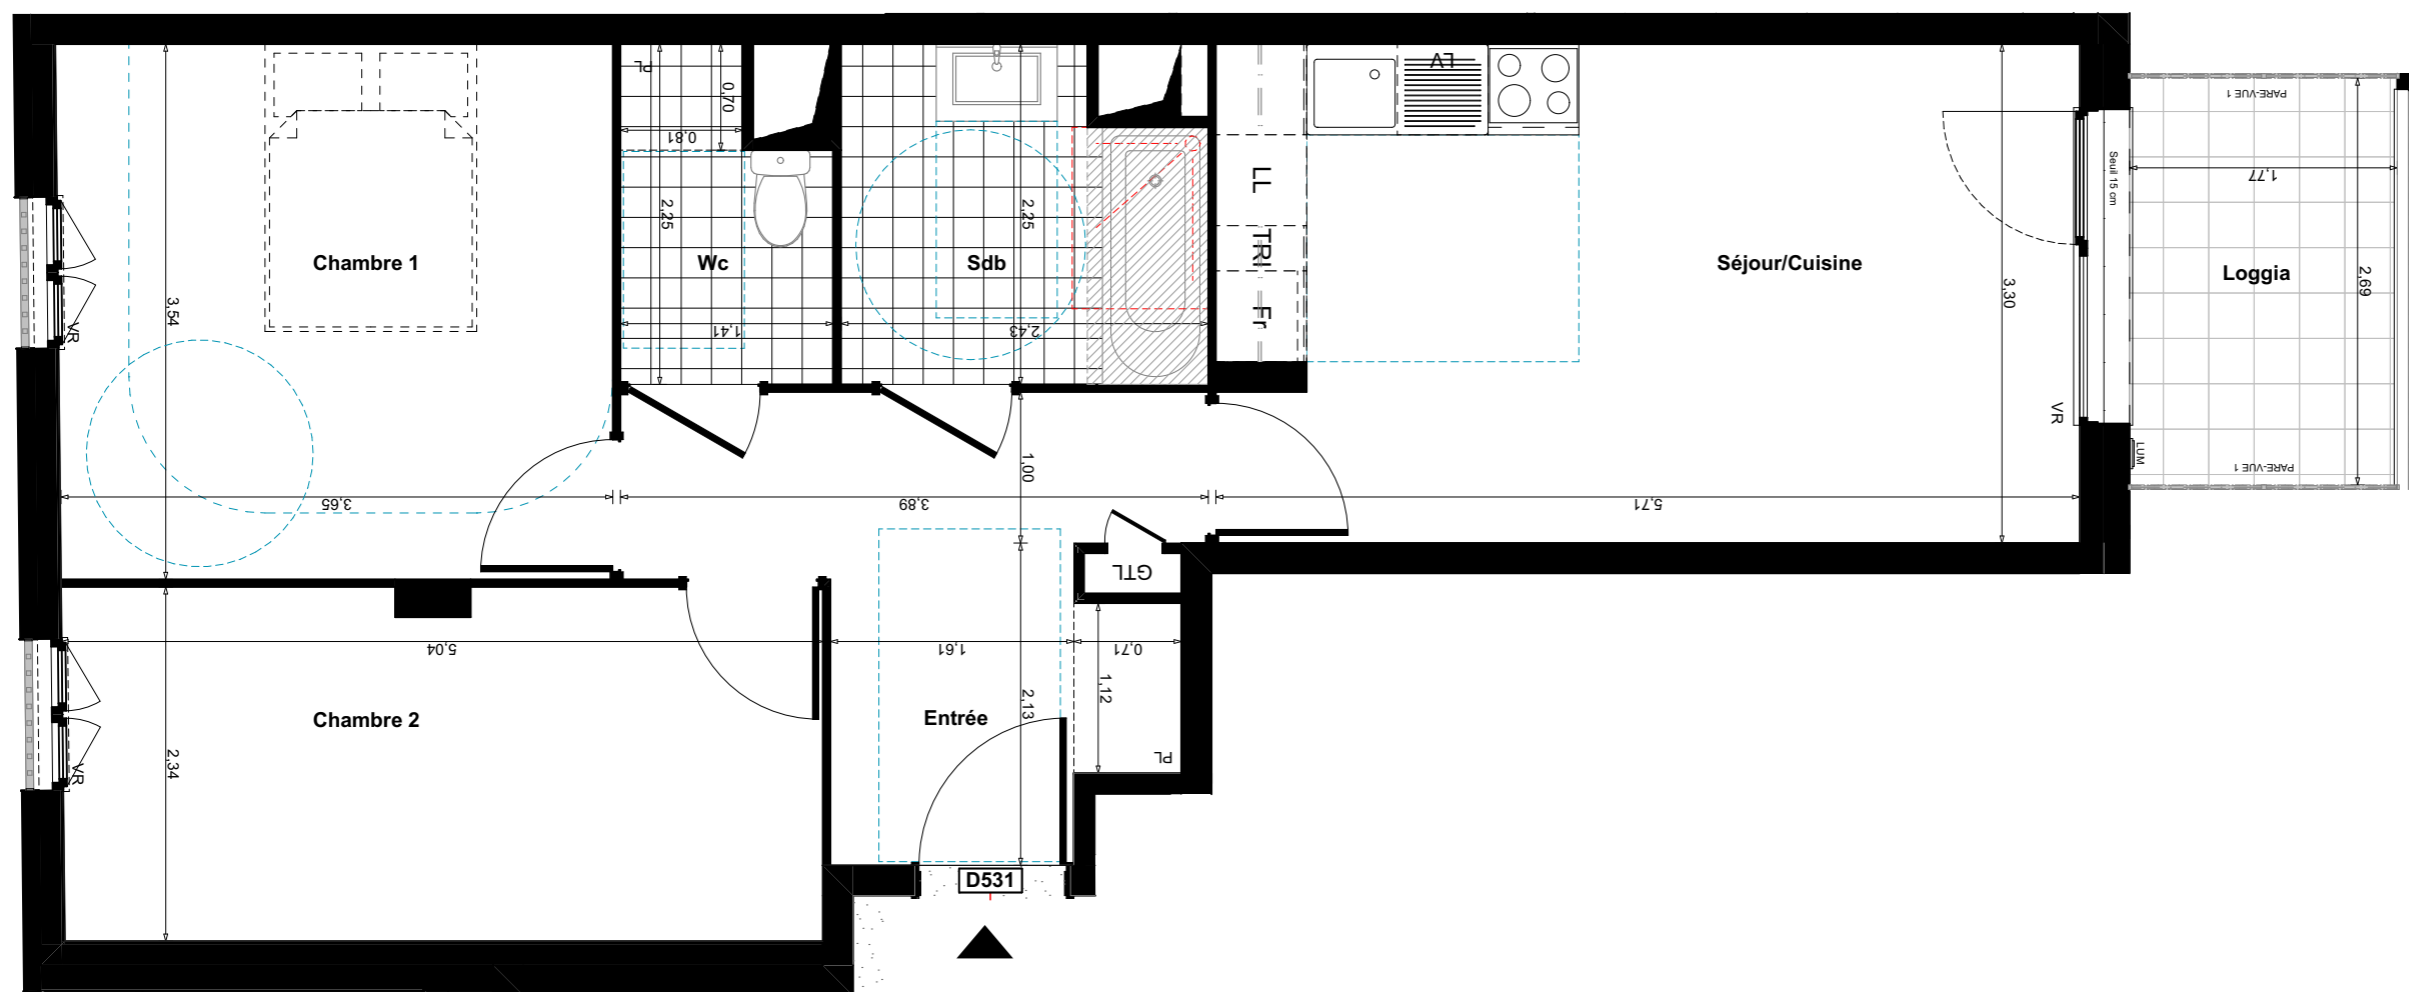 PL
0,70
0,81
LV
PARE-VUE 1
Seuil 15 cm
1,77
LL
2,25
2,25
TRI
Chambre 1
Wc
Sdb
Séjour/Cuisine
Loggia
2,69
3,30
3,54
Fr
VR
1,41
2,43
VR
LUM
PARE-VUE 1
1,00
3,65
3,89
5,71
GTL
5,04
1,61
0,71
1,12
2,13
Chambre 2
Entrée
2,34
VR
PL
D531